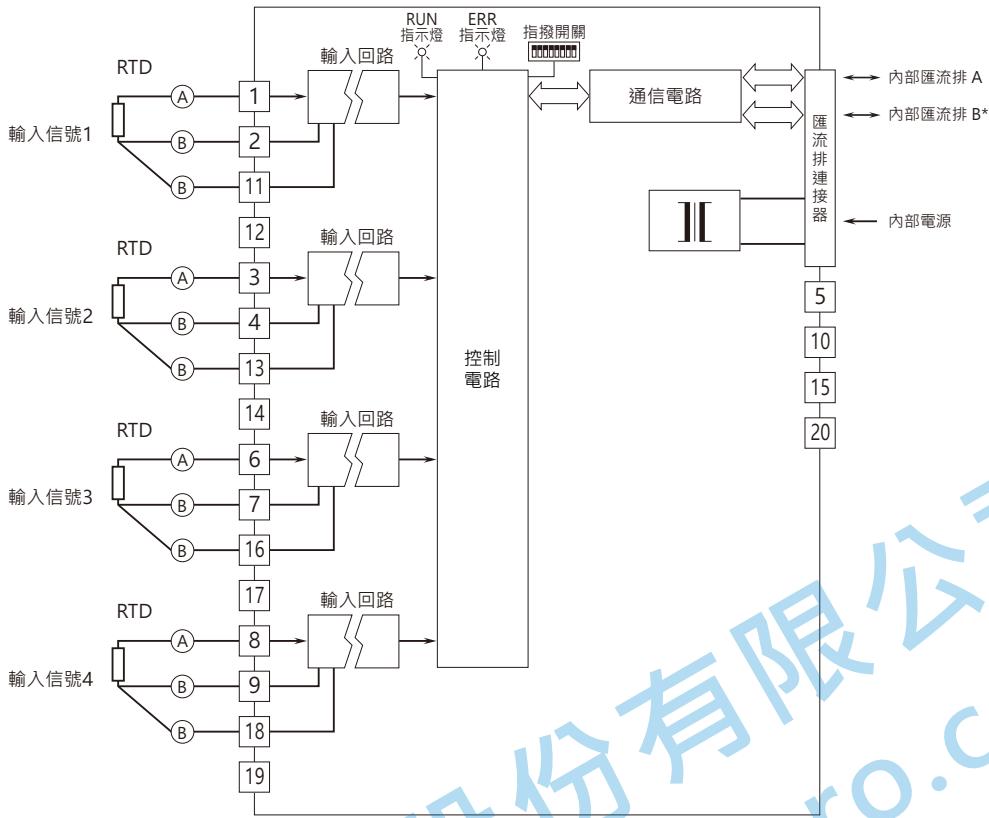 RUN
指示燈
ERR
指示燈
指撥開關
RTD
輸入回路
輸入信號1
A
1
B
2
B
11
12
RTD
輸入回路
輸入信號2
A
3
B
4
B
13
14
RTD
輸入回路
輸入信號3
A
6
B
7
B
16
17
RTD
輸入回路
輸入信號4
A
8
B
9
B
18
19
控制
電路
通信電路
匯流排連接器
內部匯流排 A
內部匯流排 B*
內部電源
5
10
15
20
份有限公
ro.c